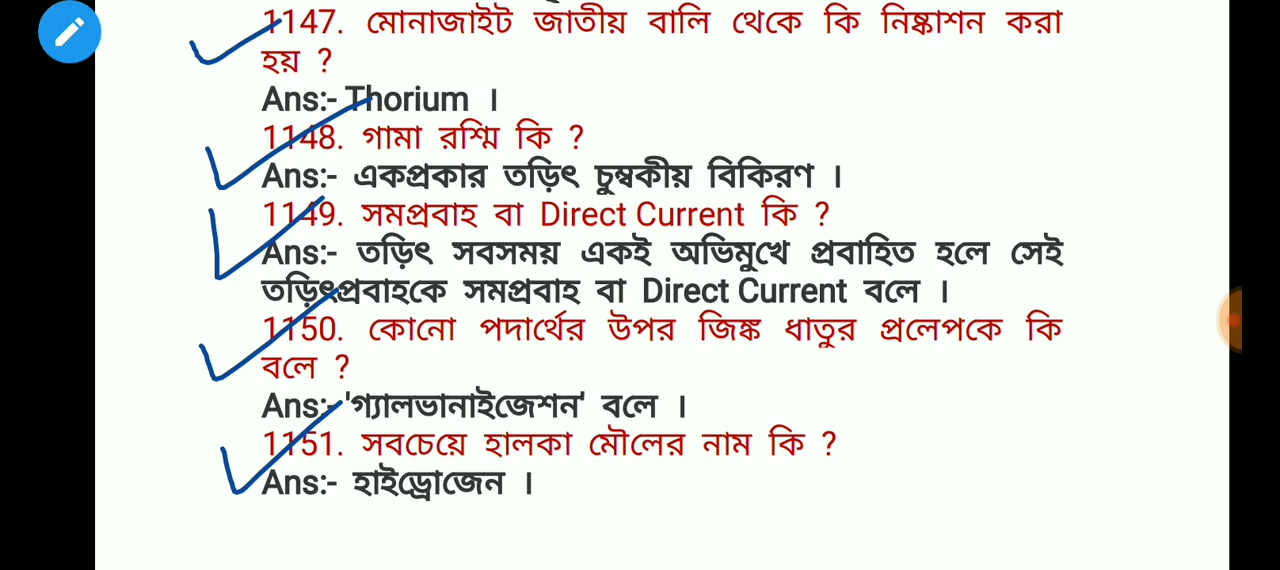 1147. মোনাজাইট জাতীয় বালি থেকে কি নিষ্কাশন করা
হয় ?
Ans:- Thorium ।
1148. গামা রশ্মি কি ?
Ans:- একপ্রকার তড়িৎ চুম্বকীয় বিকিরণ ।
1149. সমপ্রবাহ বা Direct Current কি ?
Ans:- তড়িৎ সবসময় একই অভিমুখে প্রবাহিত হলে সেই
তড়িৎপ্রবাহকে সমপ্রবাহ বা Direct Current বলে ।
1150. কোনো পদার্থের উপর জিঙ্ক ধাতুর প্রলেপকে কি
বলে ?
Ans:- 'গ্যালভানাইজেশন' বলে ।
1151. সবচেয়ে হালকা মৌলের নাম কি ?
Ans:- হাইড্রোজেন ।